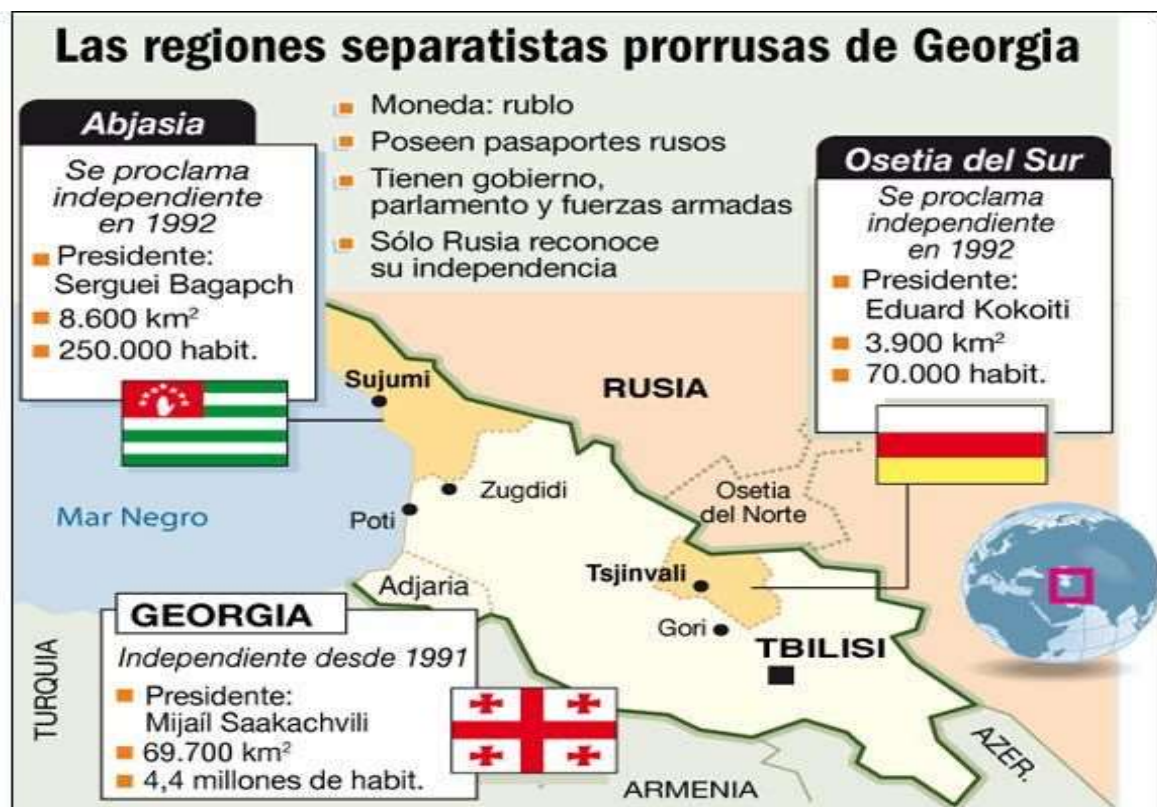 Las regiones separatistas prorrusas de Georgia
Abjasia
Se proclama
independiente
en 1992
Presidente:
Serguei Bagapch
8.600 km²
250.000 habit.
Moneda: rublo
Poseen pasaportes rusos
Tienen gobierno,
parlamento y fuerzas armadas
Sólo Rusia reconoce
su independencia
Osetia del Sur
Se proclama
independiente
en 1992
Presidente:
Eduard Kokoiti
3.900 km²
70.000 habit.
Sujumi
RUSIA
Mar Negro
Zugdidi
Poti
Osetia
del Norte
Adjaria
Tsjinvali
Gori
TBILISI
GEORGIA
Independiente desde 1991
Presidente:
Mijaíl Saakachvili
69.700 km²
4,4 millones de habit.
TURQUIA
ARMENIA
AZER.